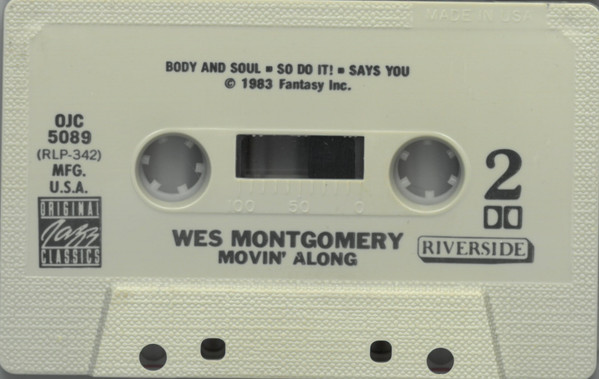 MADE IN USA
BODY AND SOUL ■ SO DO IT! ■ SAYS YOU
© 1983 Fantasy Inc.
OJC
5089
(RLP-342)
MFG.
U.S.A.
ORIGINAL
Jazz
CLASSICS
2
100 50 0
WES MONTGOMERY
MOVIN' ALONG
RIVERSIDE